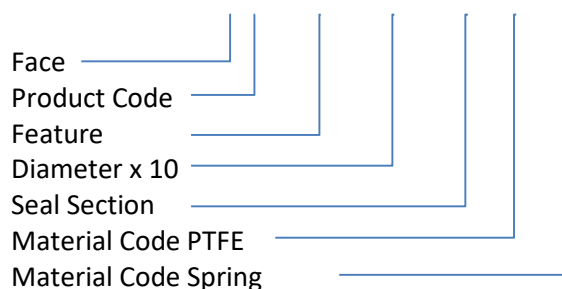 Face
Product Code
Feature
Diameter x 10
Seal Section
Material Code PTFE
Material Code Spring